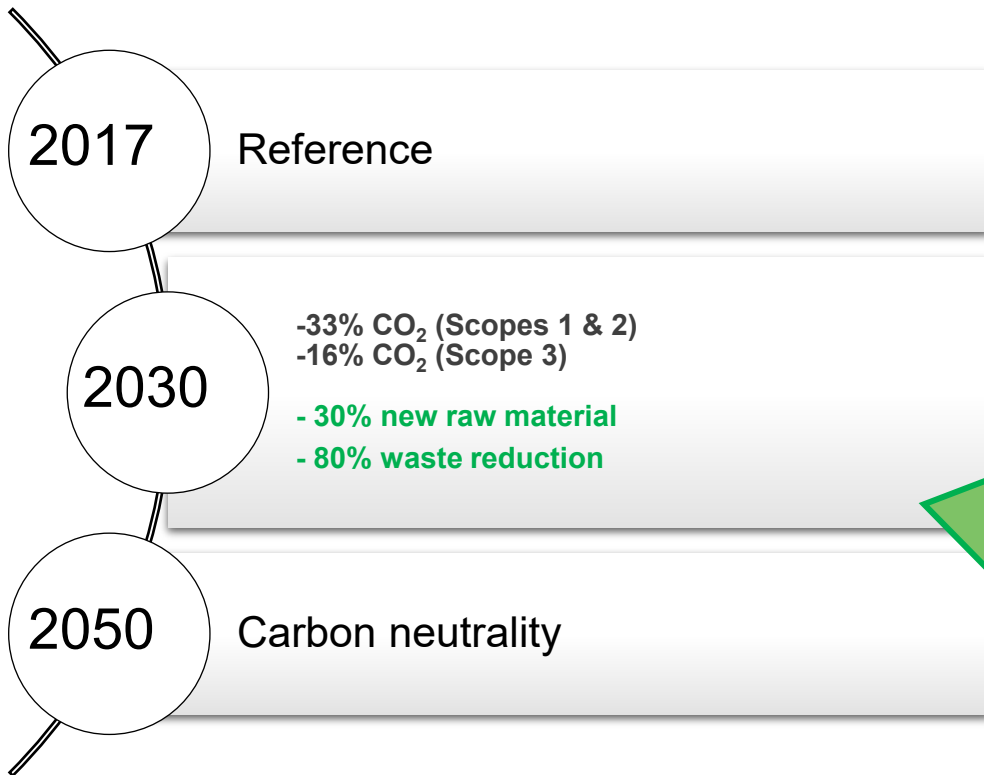 2017
Reference
-33% CO₂ (Scopes 1 & 2)
-16% CO₂ (Scope 3)
2030
- 30% new raw material
- 80% waste reduction
2050
Carbon neutrality